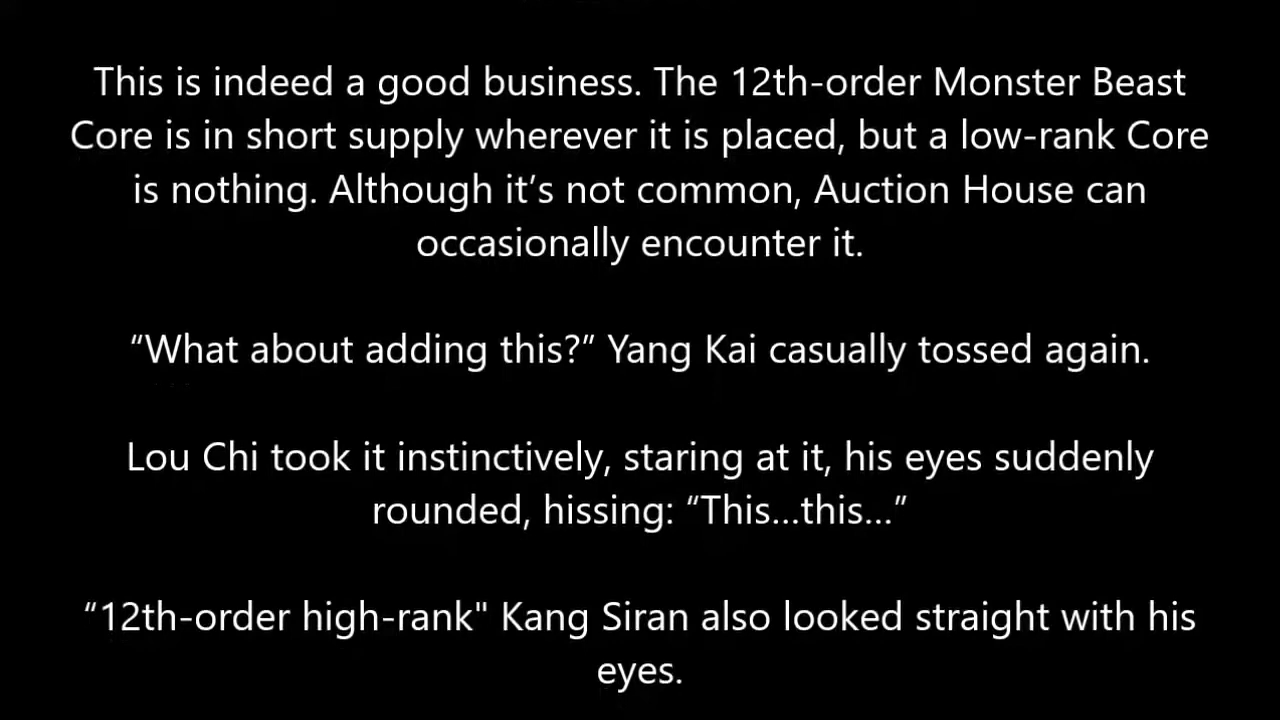 This is indeed a good business. The 12th-order Monster Beast
Core is in short supply wherever it is placed, but a low-rank Core
is nothing. Although it’s not common, Auction House can
occasionally encounter it.
“What about adding this?” Yang Kai casually tossed again.
Lou Chi took it instinctively, staring at it, his eyes suddenly
rounded, hissing: “This…this…”
“12th-order high-rank" Kang Siran also looked straight with his
eyes.